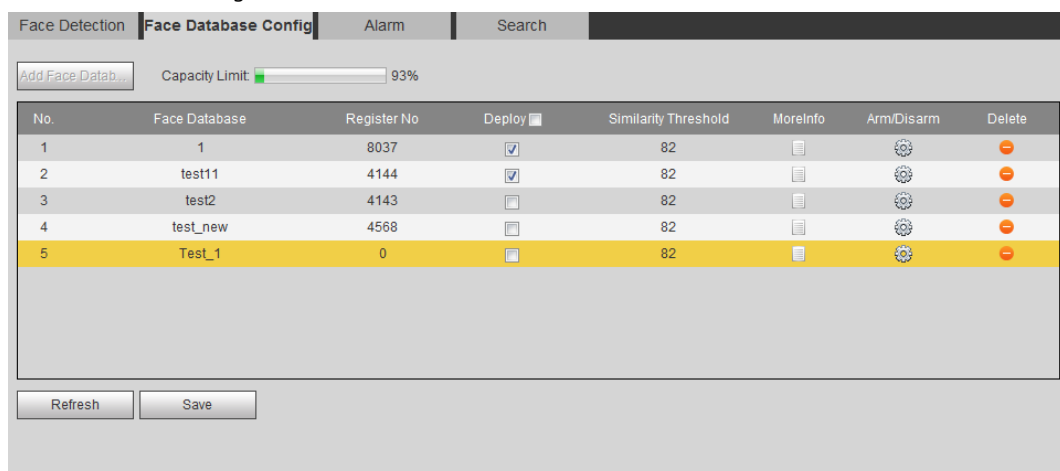 Face Detection Face Database Config Alarm Search
Add Face Datab... Capacity Limit: 93%
No. Face Database Register No Deploy Similarity Threshold MoreInfo Arm/Disarm Delete
1 1 8037 82
2 test11 4144 82
3 test2 4143 82
4 test_new 4568 82
5 Test_1 0 82
Refresh Save